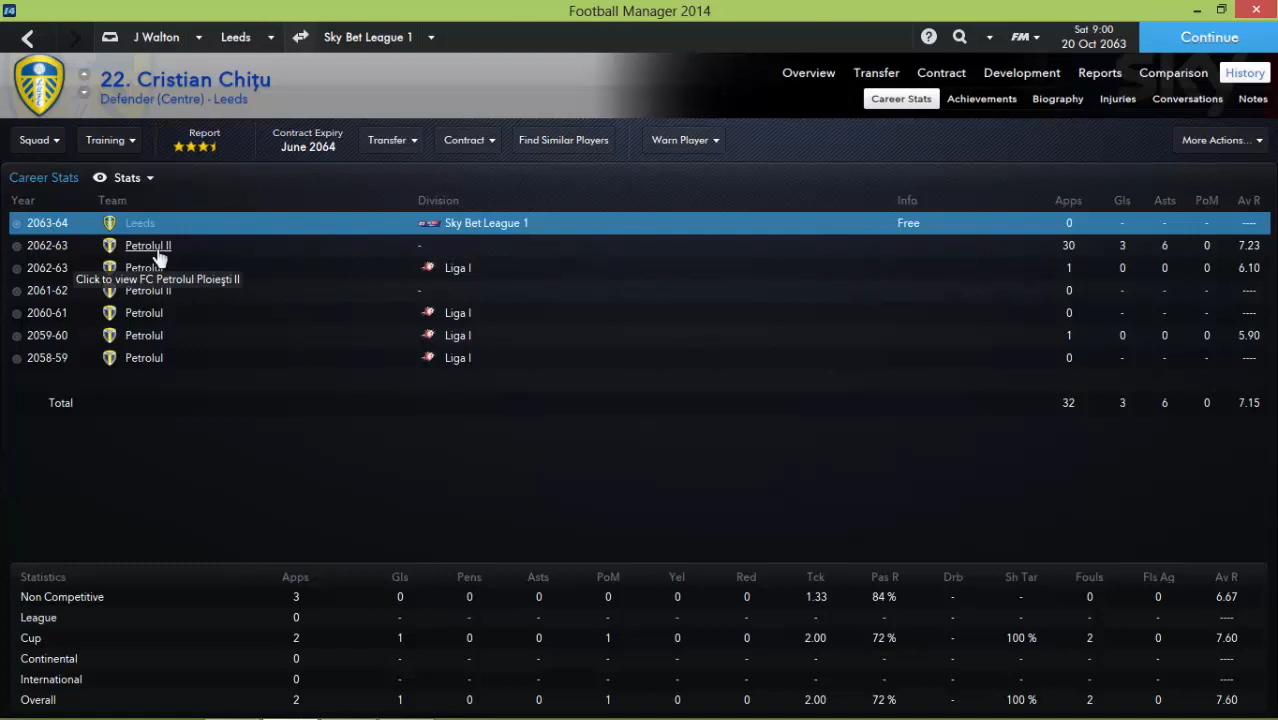 Football Manager 2014
J Walton Leeds Sky Bet League 1 FM Sat 9:00 20 Oct 2063 Continue
22. Cristian Chiţu
Defender (Centre) - Leeds
Overview Transfer Contract Development Reports Comparison History
Career Stats Achievements Biography Injuries Conversations Notes
Squad Training Report Contract Expiry June 2064 Transfer Contract Find Similar Players Warn Player More Actions...
Career Stats Stats
Year Team Division Info Apps Gls Asts PoM Av R
2063-64 Leeds Sky Bet League 1 Free 0 - - - ----
2062-63 Petrolul II - 30 3 6 0 7.23
2062-63 Petrolul Liga I 1 0 0 0 6.10
Click to view FC Petrolul Ploieşti II
2061-62 Petrolul II - 0 - - - ----
2060-61 Petrolul Liga I 0 - - - ----
2059-60 Petrolul Liga I 1 0 0 0 5.90
2058-59 Petrolul Liga I 0 - - - ----
Total 32 3 6 0 7.15
Statistics Apps Gls Pens Asts PoM Yel Red Tck Pas R Drb Sh Tar Fouls Fls Ag Av R
Non Competitive 3 0 0 0 0 0 0 1.33 84 % - - 0 0 6.67
League 0 - - - - - - - - - - - - ----
Cup 2 1 0 0 1 0 0 2.00 72 % - 100 % 2 0 7.60
Continental 0 - - - - - - - - - - - - ----
International 0 - - - - - - - - - - - - ----
Overall 2 1 0 0 1 0 0 2.00 72 % - 100 % 2 0 7.60